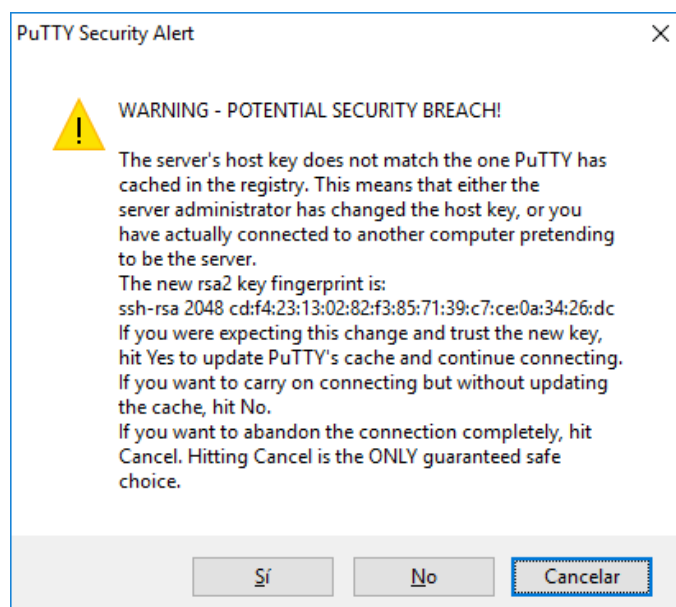 PuTTY Security Alert
WARNING - POTENTIAL SECURITY BREACH!
The server's host key does not match the one PuTTY has
cached in the registry. This means that either the
server administrator has changed the host key, or you
have actually connected to another computer pretending
to be the server.
The new rsa2 key fingerprint is:
ssh-rsa 2048 cd:f4:23:13:02:82:f3:85:71:39:c7:ce:0a:34:26:dc
If you were expecting this change and trust the new key,
hit Yes to update PuTTY's cache and continue connecting.
If you want to carry on connecting but without updating
the cache, hit No.
If you want to abandon the connection completely, hit
Cancel. Hitting Cancel is the ONLY guaranteed safe
choice.
Sí No Cancelar